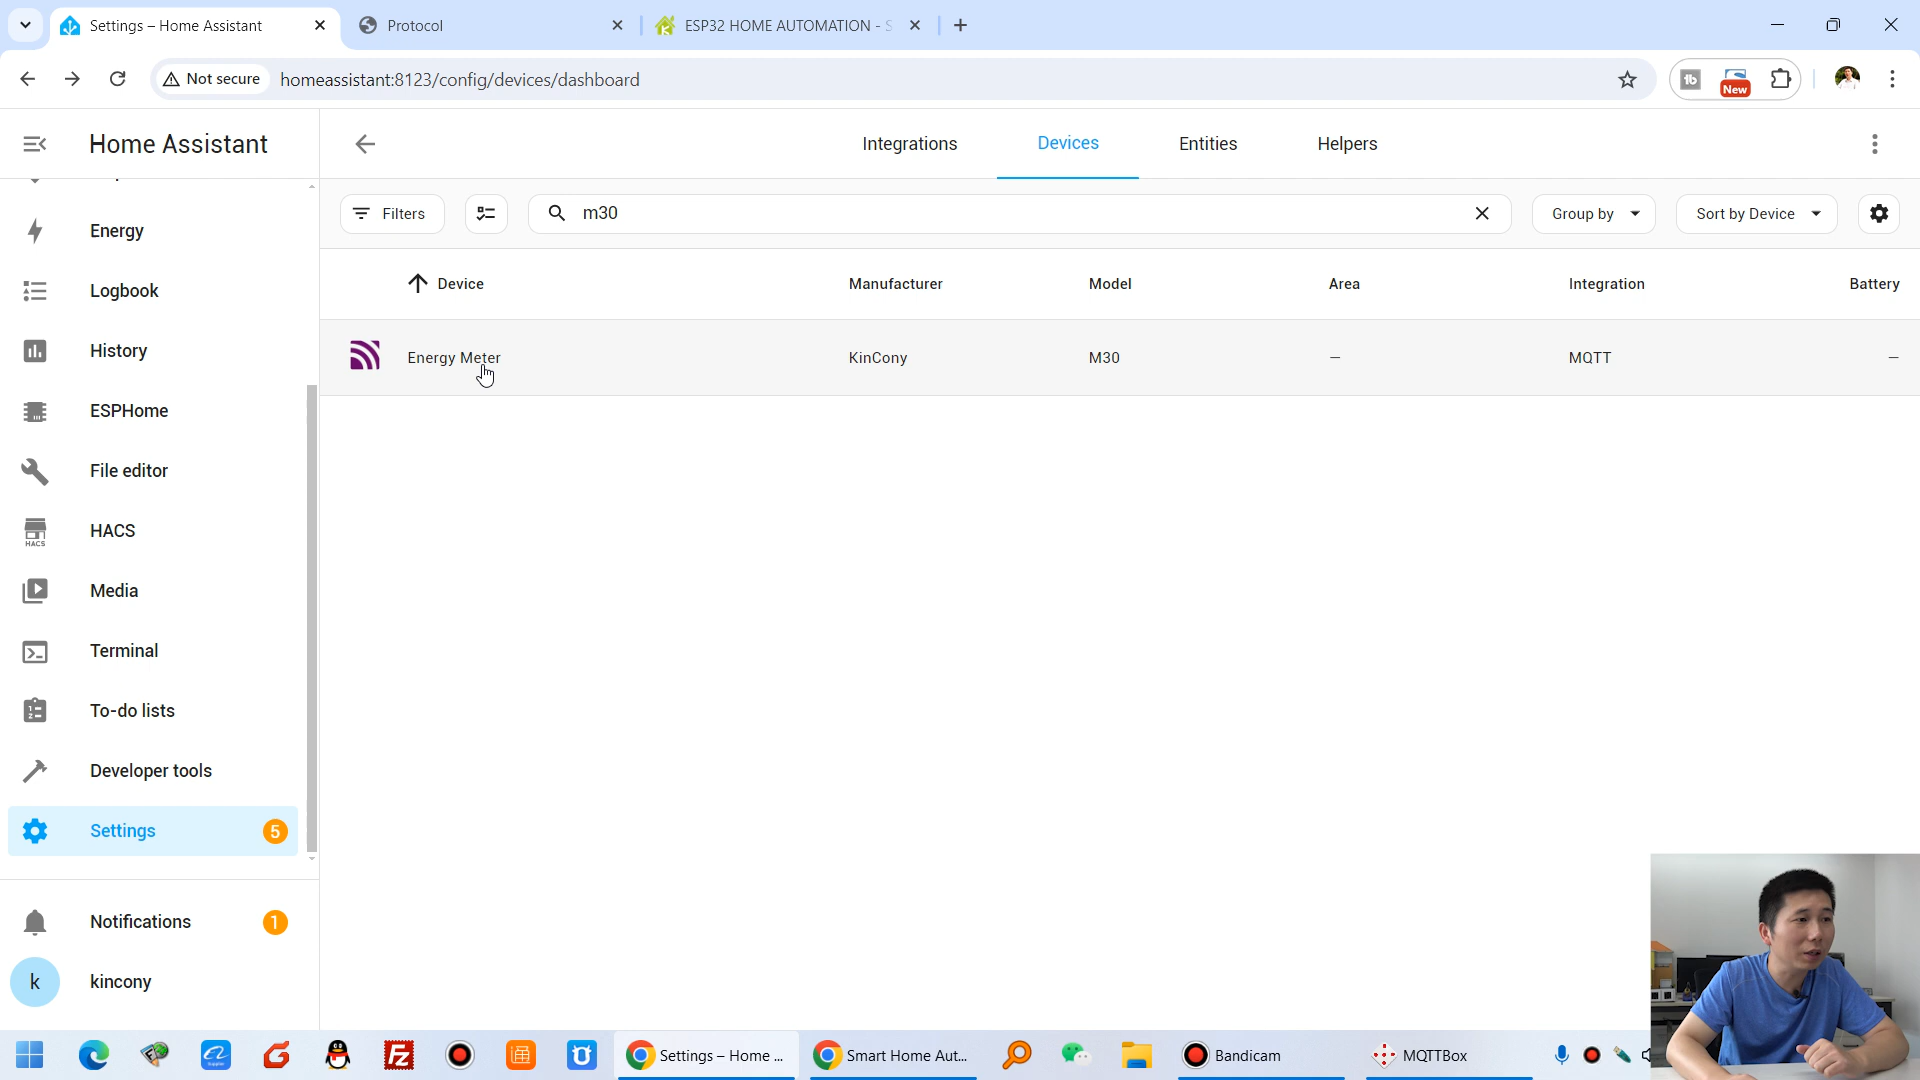 Settings – Home Assistant
Protocol
ESP32 HOME AUTOMATION - S
Not secure
homeassistant:8123/config/devices/dashboard
New
Home Assistant
Integrations
Devices
Entities
Helpers
Filters
m30
Group by
Sort by Device
Device
Manufacturer
Model
Area
Integration
Battery
Energy Meter
KinCony
M30
—
MQTT
—
Energy
Logbook
History
ESPHome
File editor
HACS
HACS
Media
Terminal
To-do lists
Developer tools
Settings
5
Notifications
1
k
kincony
Settings – Home ...
Smart Home Aut...
Bandicam
MQTTBox